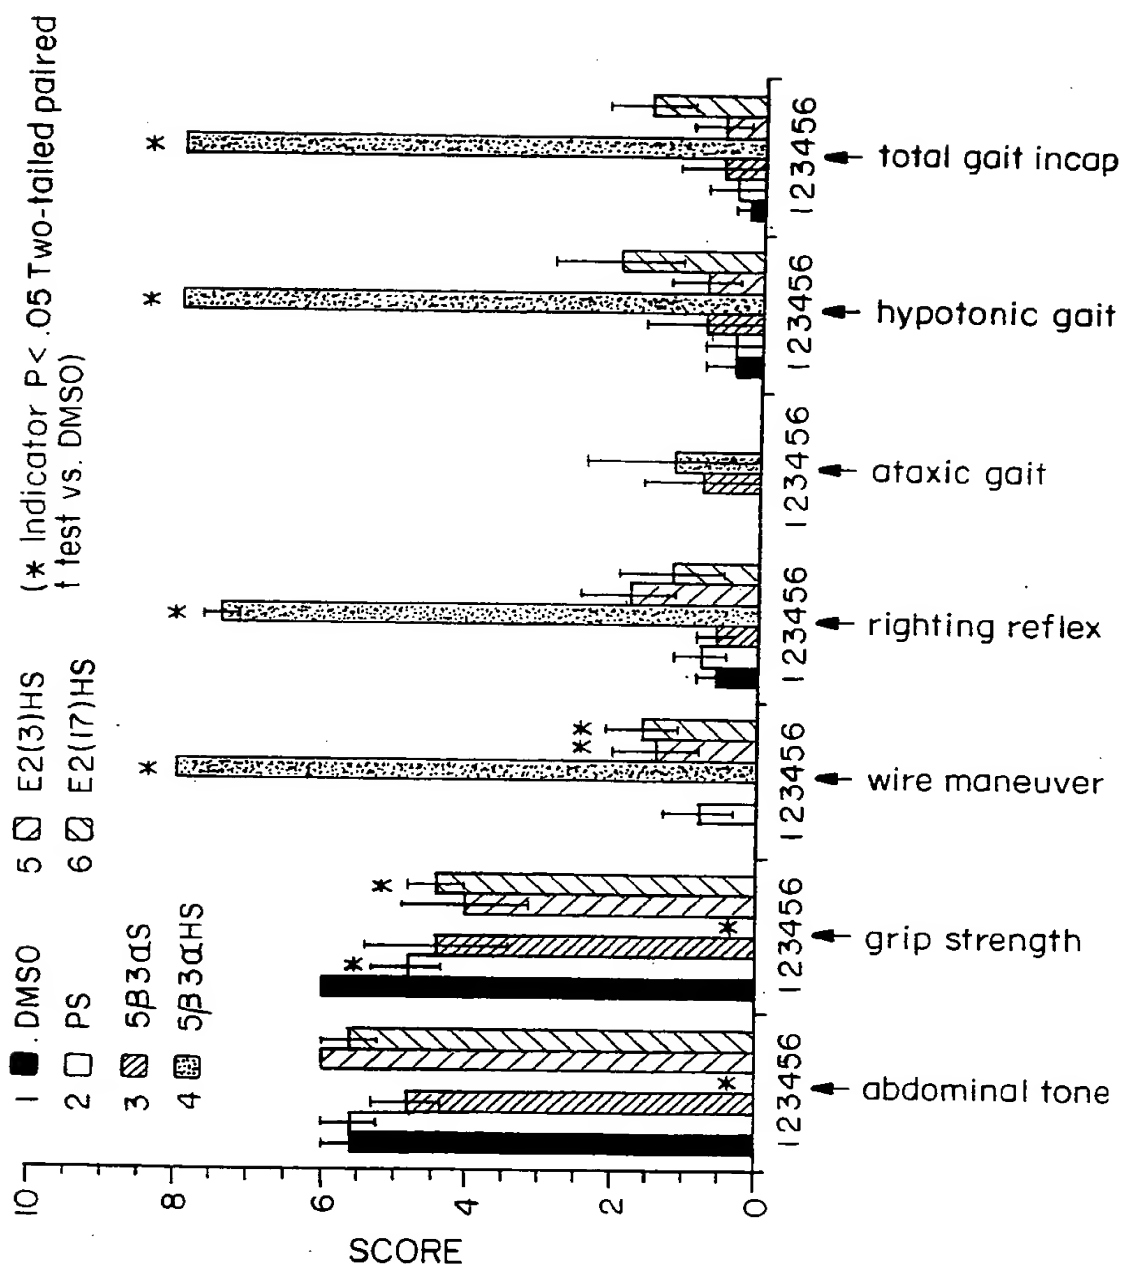 1 . DMSO
2 PS
3 5β3αS
4 5β3αHS
5 E2(3)HS
6 E2(17)HS
(* Indicator P < .05 Two-tailed paired
t test vs. DMSO)
SCORE
10
8
6
4
2
0
* * * * * * * * * *
123456 123456 123456 123456 123456 123456 123456
abdominal tone
grip strength
wire maneuver
righting reflex
ataxic gait
hypotonic gait
total gait incap